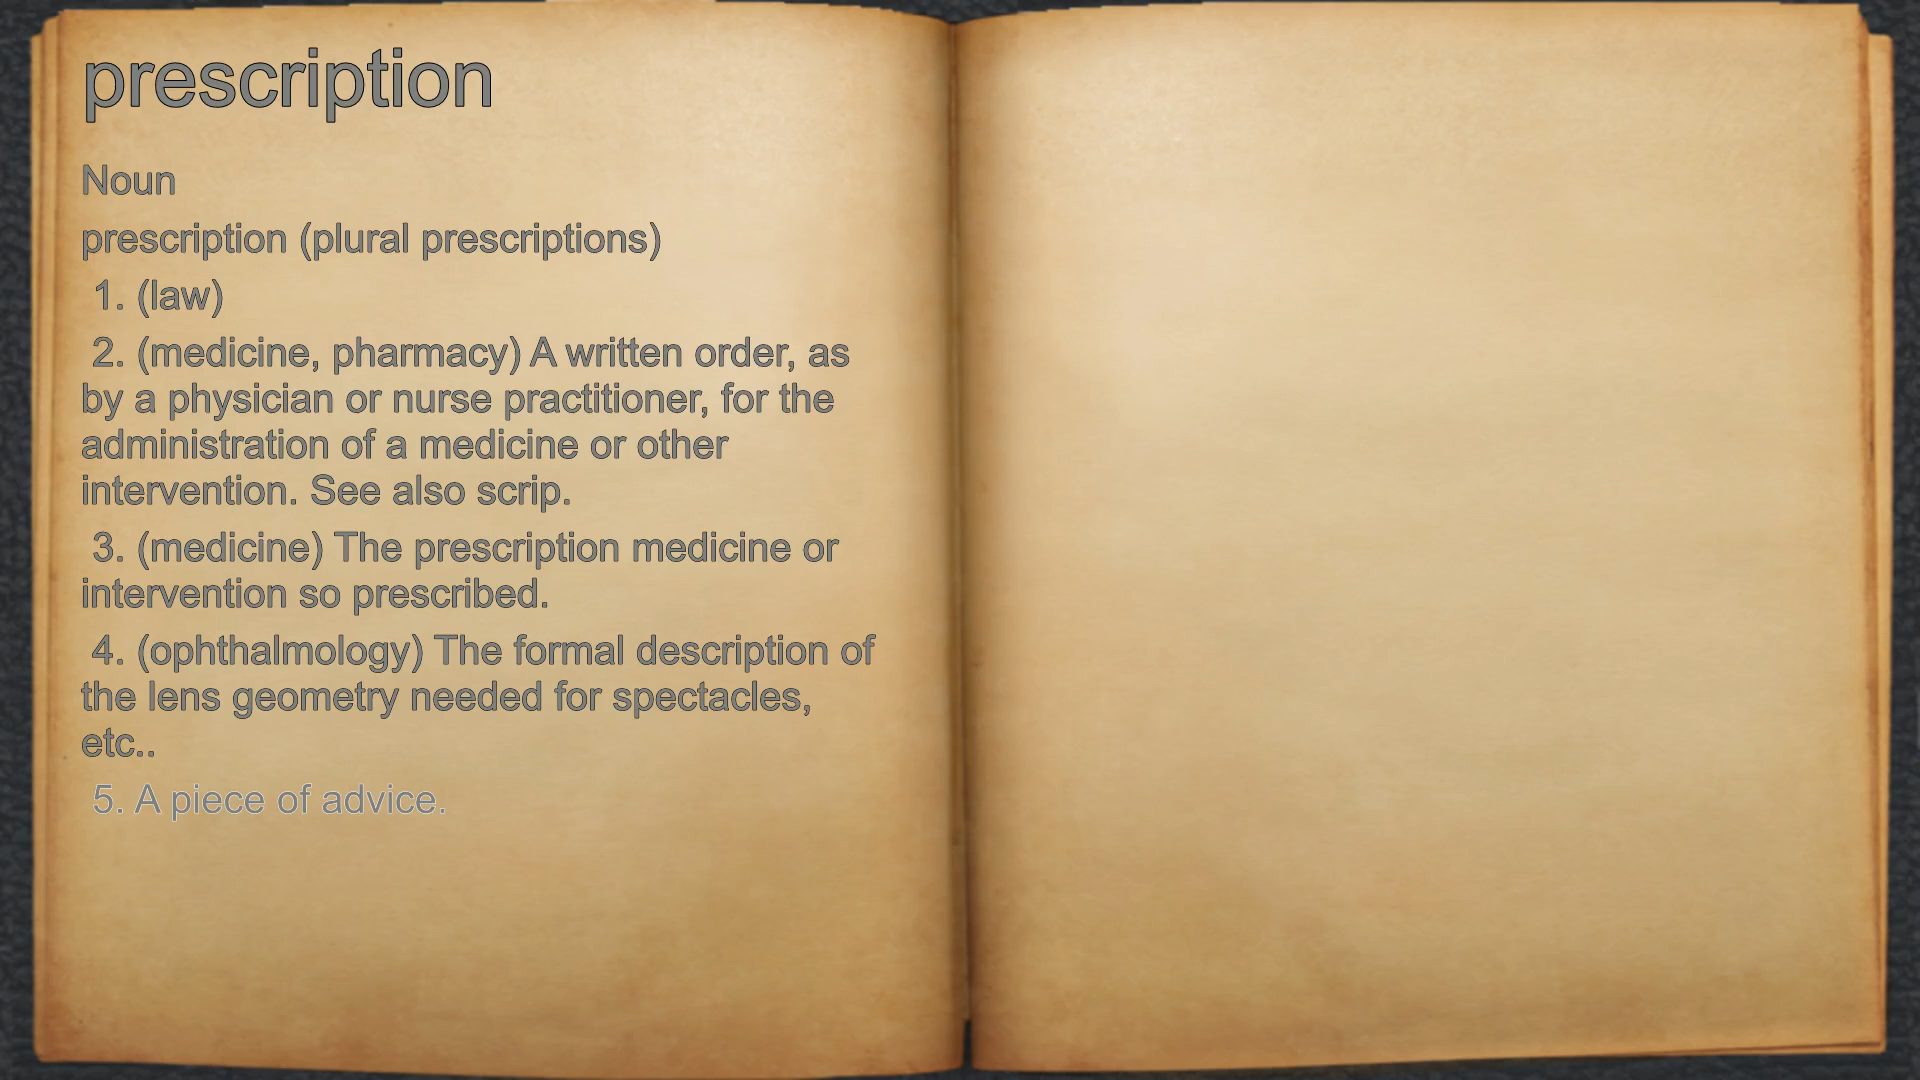 prescription
Noun
prescription (plural prescriptions)
1. (law)
2. (medicine, pharmacy) A written order, as
by a physician or nurse practitioner, for the
administration of a medicine or other
intervention. See also scrip.
3. (medicine) The prescription medicine or
intervention so prescribed.
4. (ophthalmology) The formal description of
the lens geometry needed for spectacles,
etc..
5. A piece of advice.